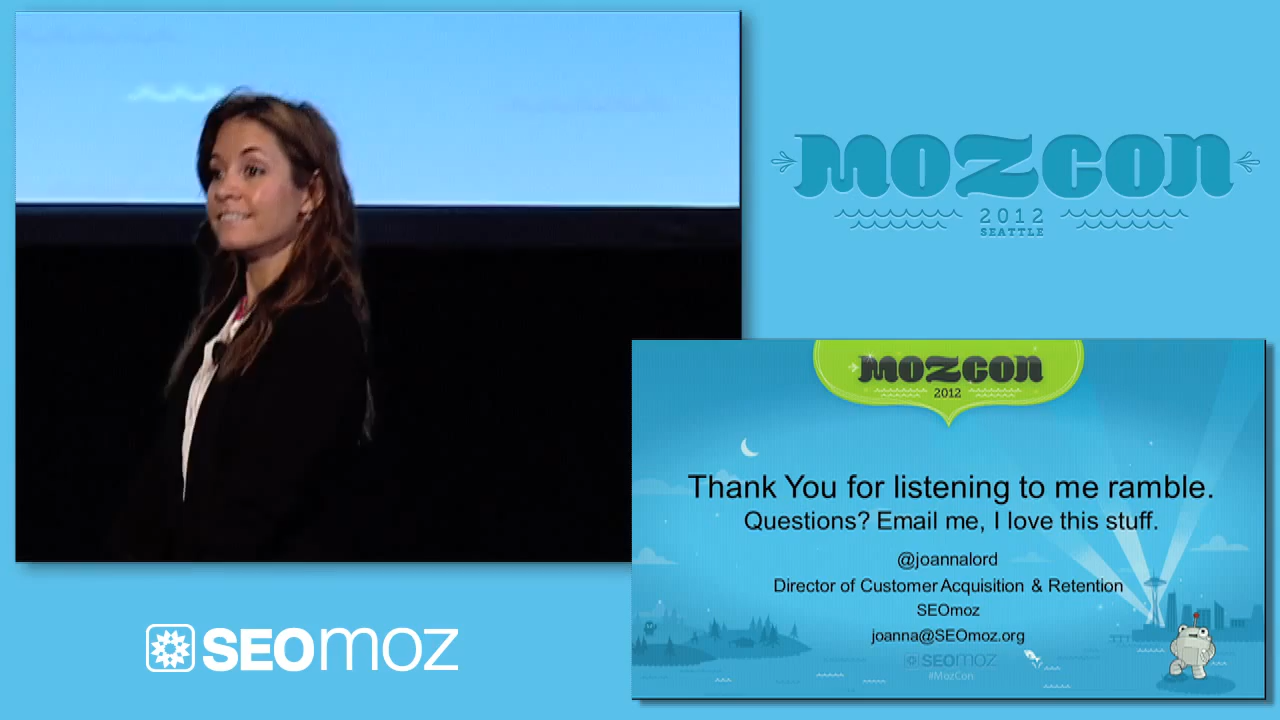 MOZCON
2012
SEATTLE
MOZCON
2012
Thank You for listening to me ramble.
Questions? Email me, I love this stuff.
@joannalord
Director of Customer Acquisition & Retention
SEOmoz
joanna@SEOmoz.org
SEOmoz
#MozCon
SEOmoz